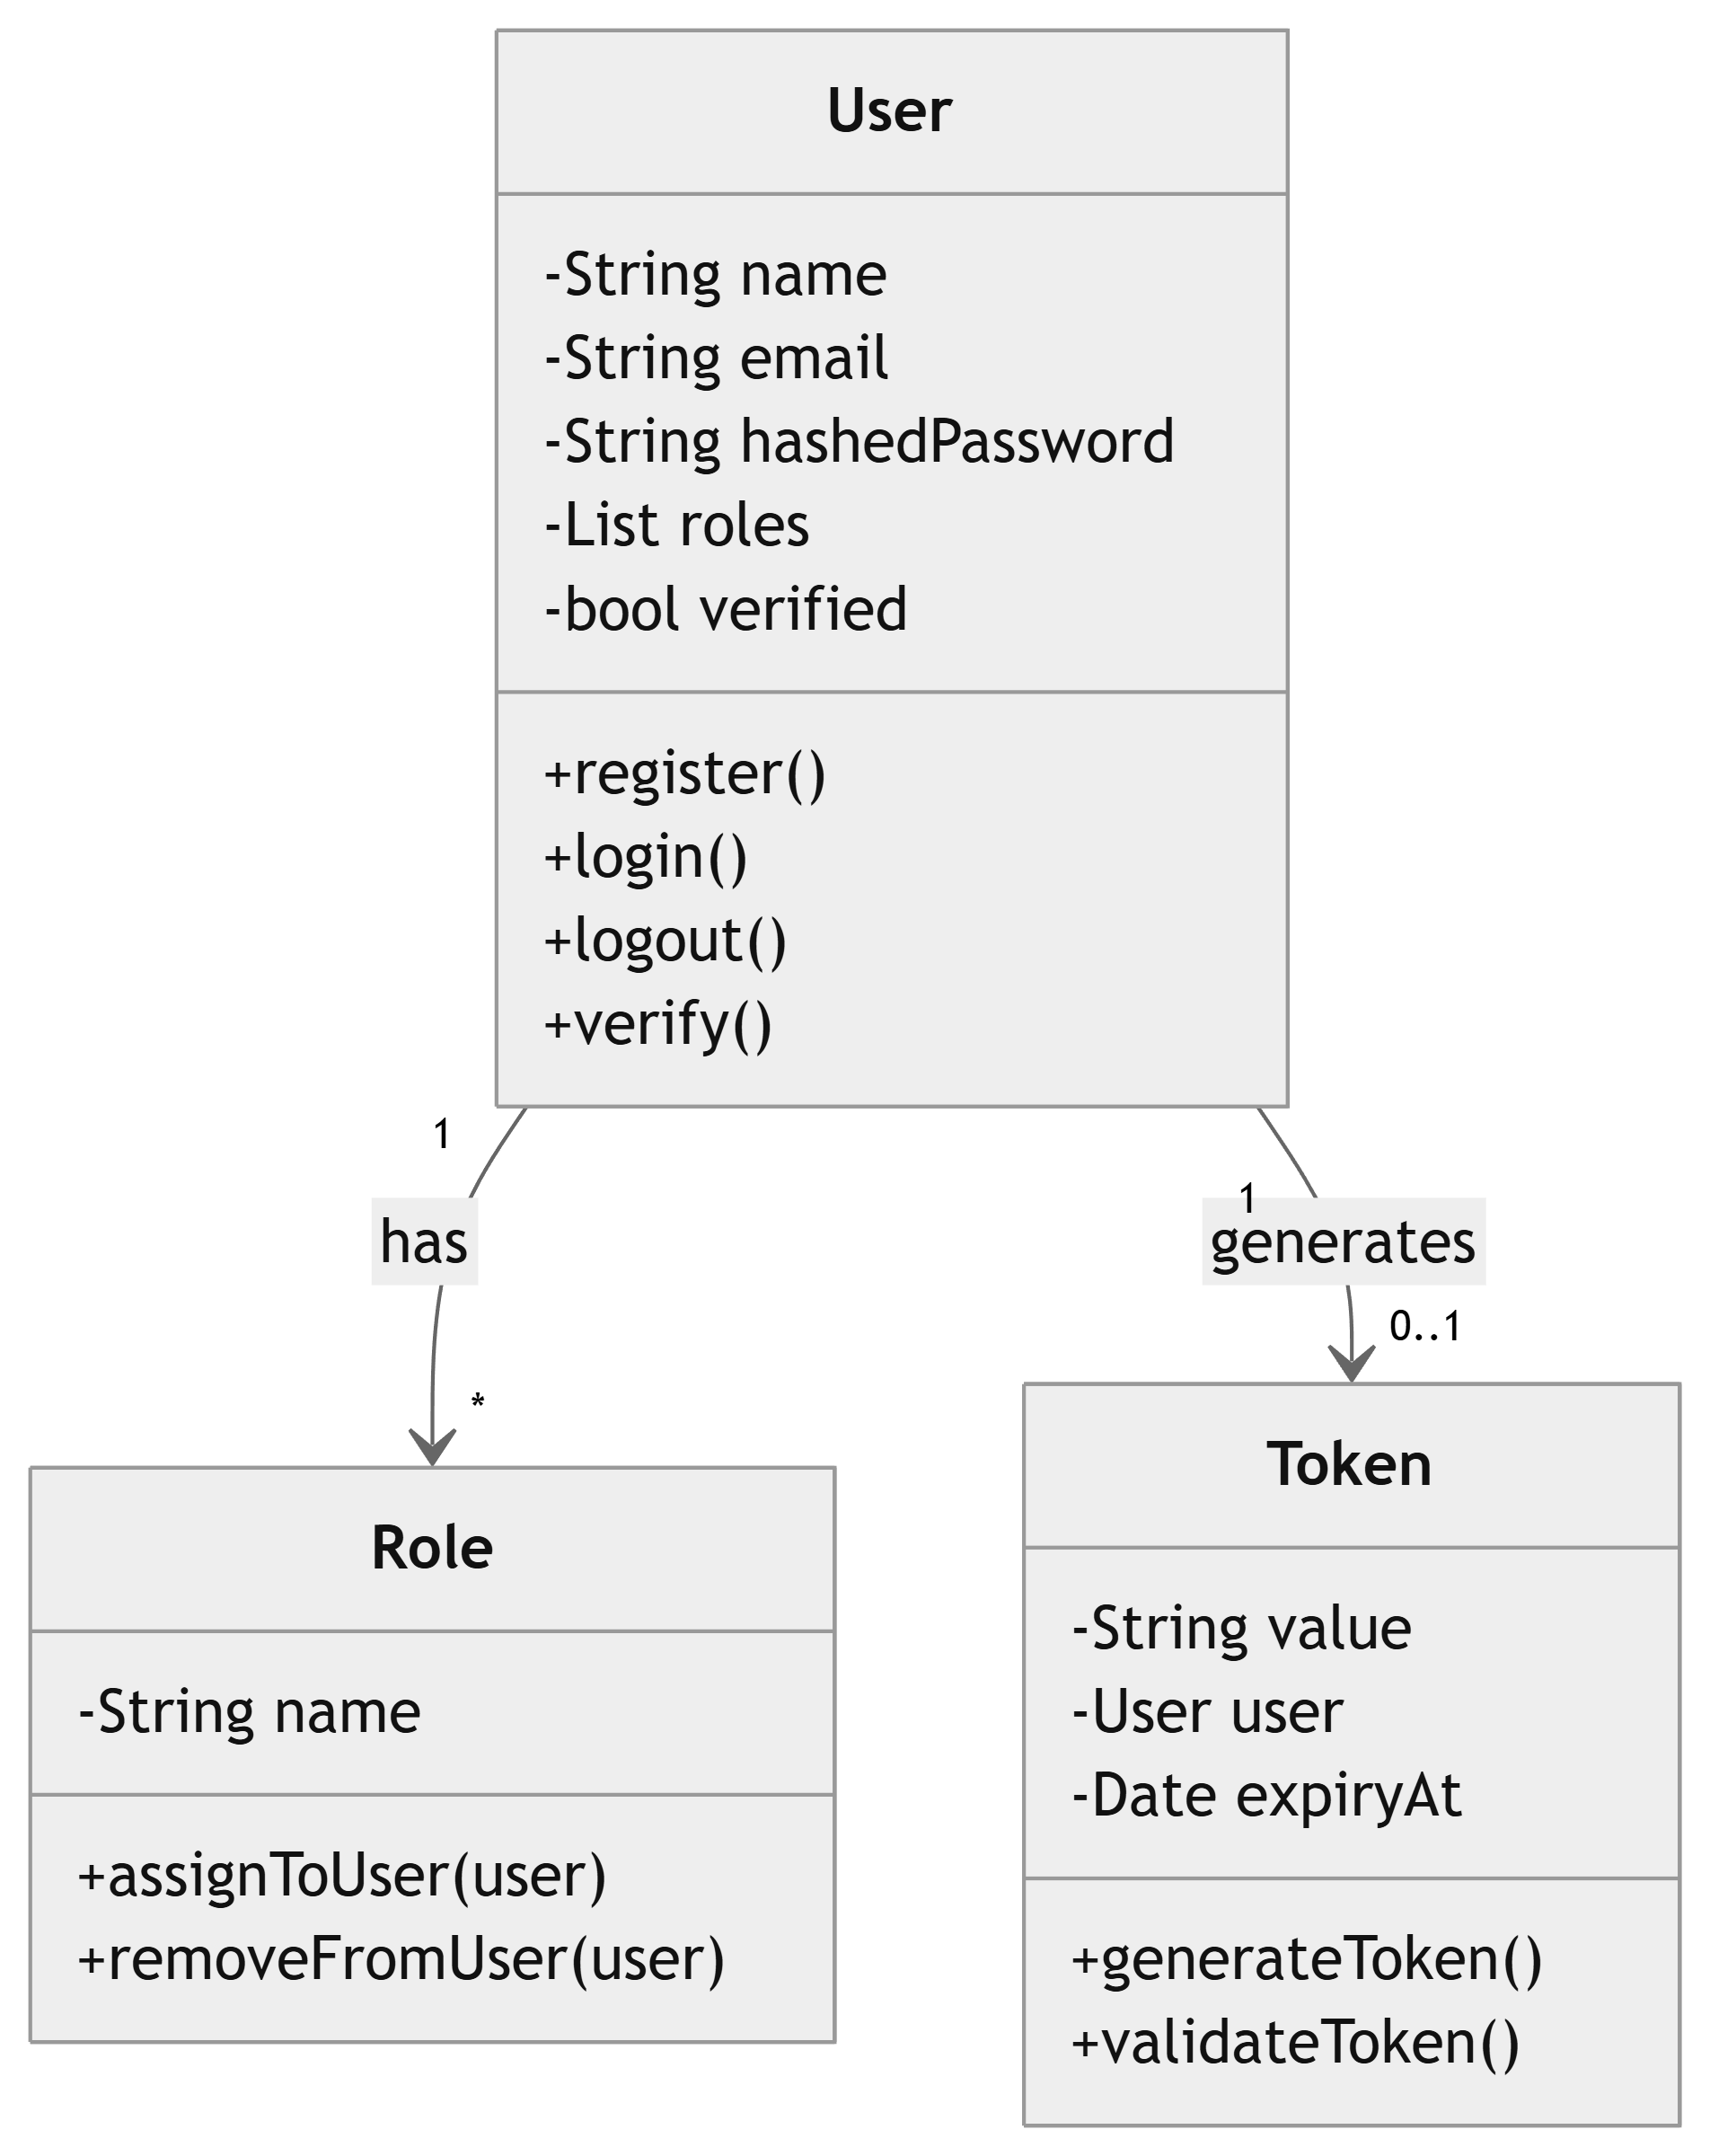 User
-String name
-String email
-String hashedPassword
-List roles
-bool verified
+register()
+login()
+logout()
+verify()
1
has
*
1
generates
0..1
Role
-String name
+assignToUser(user)
+removeFromUser(user)
Token
-String value
-User user
-Date expiryAt
+generateToken()
+validateToken()